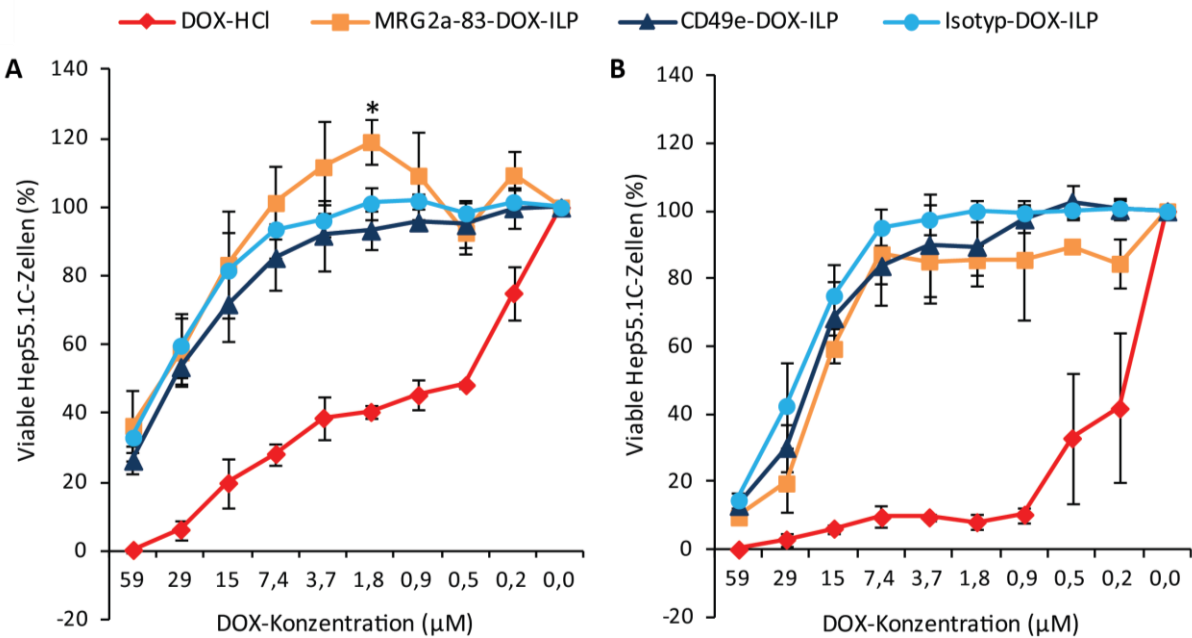 DOX-HCl MRG2a-83-DOX-ILP CD49e-DOX-ILP Isotyp-DOX-ILP
A
Viable Hep55.1C-Zellen (%)
140
120
100
80
60
40
20
0
-20
*
59 29 15 7,4 3,7 1,8 0,9 0,5 0,2 0,0
DOX-Konzentration (µM)
B
Viable Hep55.1C-Zellen (%)
140
120
100
80
60
40
20
0
-20
59 29 15 7,4 3,7 1,8 0,9 0,5 0,2 0,0
DOX-Konzentration (µM)